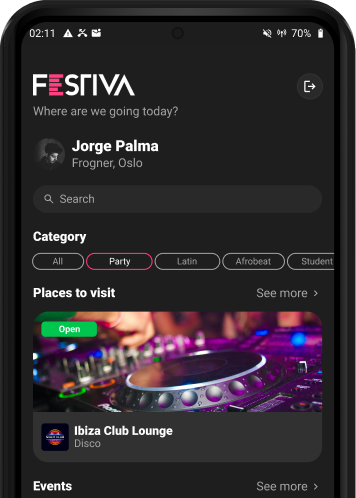 02:11
70%
FESTIVA
Where are we going today?
Jorge Palma
Frogner, Oslo
Search
Category
All Party Latin Afrobeat Student
Places to visit See more >
Open
Ibiza Club Lounge
Disco
Events See more >